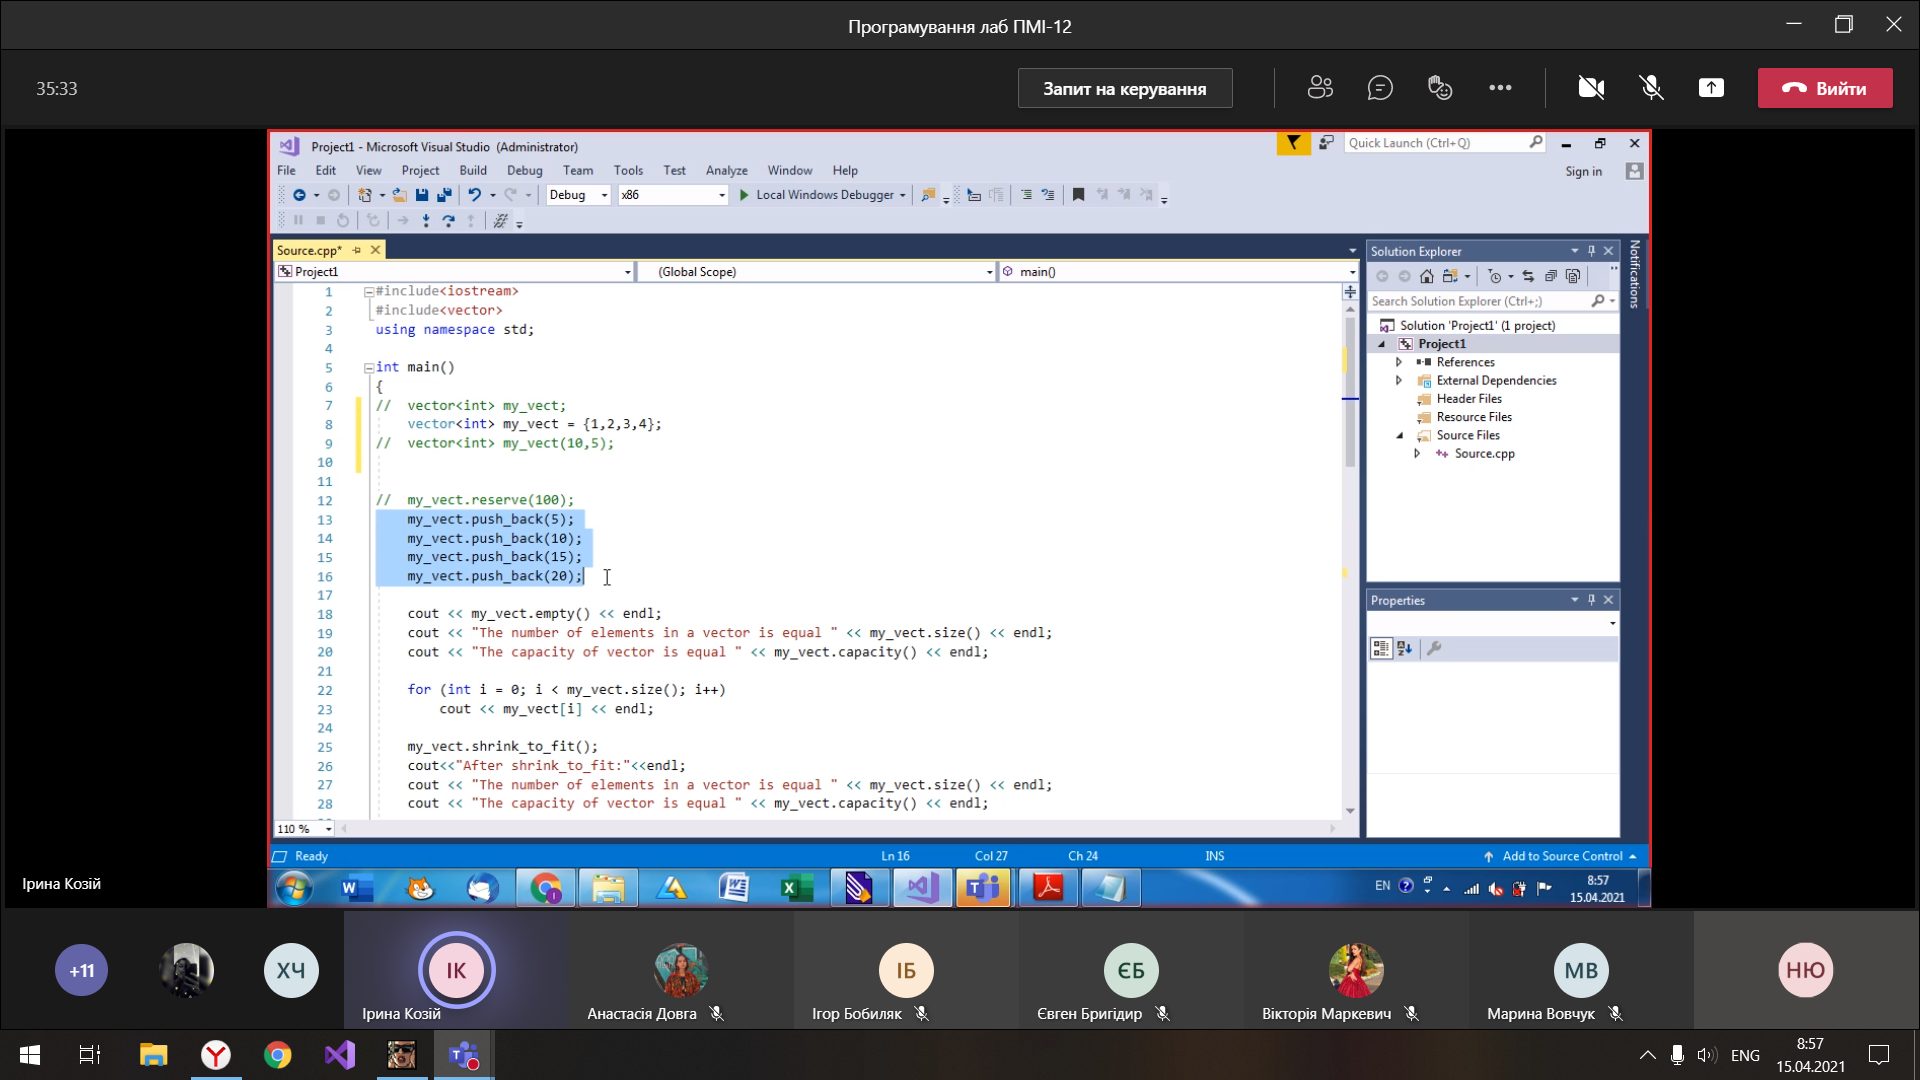 Програмування лаб ПМІ-12
35:33
Запит на керування
Вийти
Project1 - Microsoft Visual Studio (Administrator)
Quick Launch (Ctrl+Q)
File Edit View Project Build Debug Team Tools Test Analyze Window Help
Sign in
Debug x86 Local Windows Debugger
Source.cpp*
Project1 (Global Scope) main()
1 #include<iostream>
2 #include<vector>
3 using namespace std;
4
5 int main()
6 {
7 // vector<int> my_vect;
8 vector<int> my_vect = {1,2,3,4};
9 // vector<int> my_vect(10,5);
10
11
12 // my_vect.reserve(100);
13 my_vect.push_back(5);
14 my_vect.push_back(10);
15 my_vect.push_back(15);
16 my_vect.push_back(20);
17
18 cout << my_vect.empty() << endl;
19 cout << "The number of elements in a vector is equal " << my_vect.size() << endl;
20 cout << "The capacity of vector is equal " << my_vect.capacity() << endl;
21
22 for (int i = 0; i < my_vect.size(); i++)
23 cout << my_vect[i] << endl;
24
25 my_vect.shrink_to_fit();
26 cout<<"After shrink_to_fit:"<<endl;
27 cout << "The number of elements in a vector is equal " << my_vect.size() << endl;
28 cout << "The capacity of vector is equal " << my_vect.capacity() << endl;
110 %
Solution Explorer
Search Solution Explorer (Ctrl+;)
Solution 'Project1' (1 project)
Project1
References
External Dependencies
Header Files
Resource Files
Source Files
Source.cpp
Notifications
Properties
Ready Ln 16 Col 27 Ch 24 INS Add to Source Control
EN 8:57
15.04.2021
Ірина Козій
+11
ХЧ
ІК
ІБ
ЄБ
МВ
НЮ
Ірина Козій
Анастасія Довга
Ігор Бобиляк
Євген Бригідир
Вікторія Маркевич
Марина Вовчук
ENG
8:57
15.04.2021